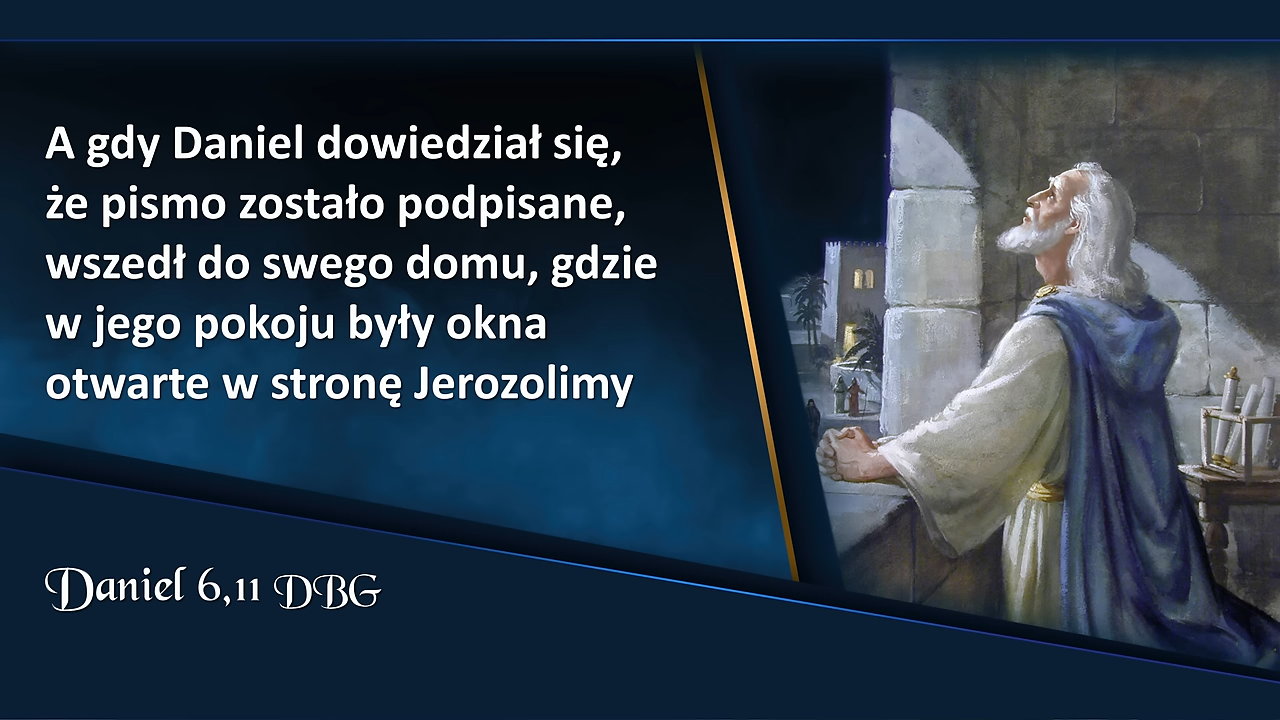 A gdy Daniel dowiedział się,
że pismo zostało podpisane,
wszedł do swego domu, gdzie
w jego pokoju były okna
otwarte w stronę Jerozolimy
Daniel 6,11 DBG